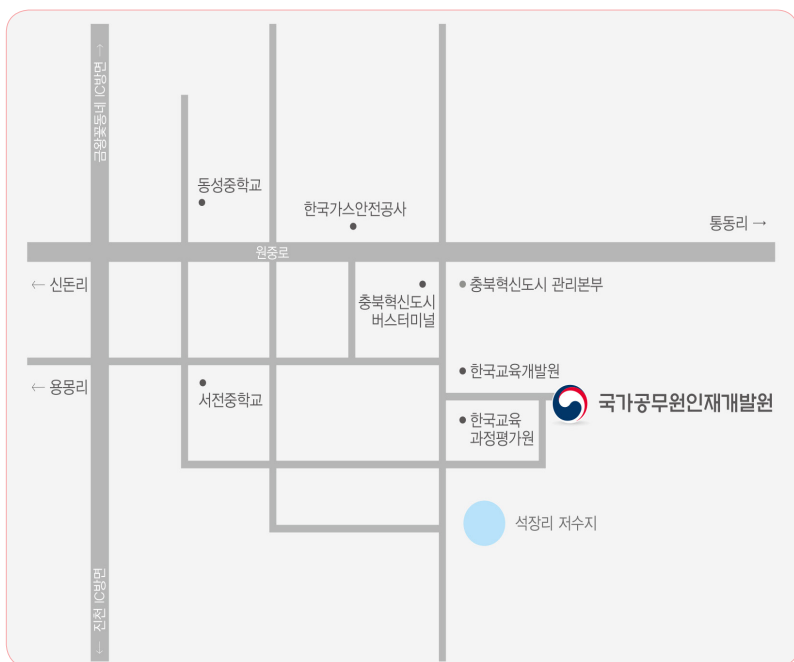 금왕꽃동네 IC방면 →
동성중학교
한국가스안전공사
통동리 →
원중로
← 신돈리
충북혁신도시
버스터미널
충북혁신도시 관리본부
← 용몽리
서전중학교
한국교육개발원
국가공무원인재개발원
한국교육
과정평가원
석장리 저수지
← 진천 IC방면